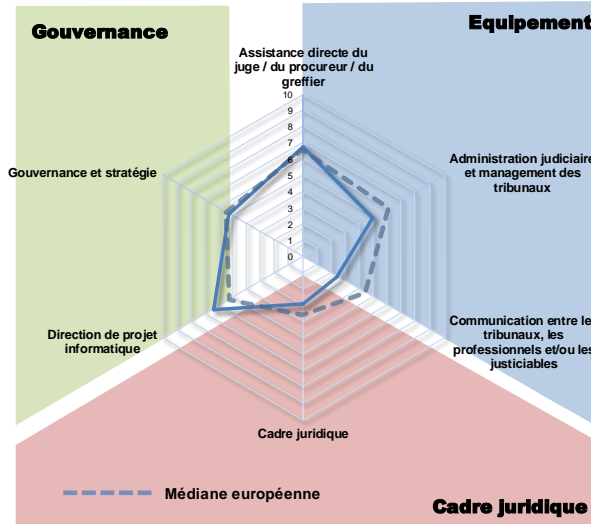 Gouvernance
Equipement
Assistance directe du
juge / du procureur / du
greffier
10
9
8
7
6
5
4
3
2
1
0
Gouvernance et stratégie
Administration judiciaire
et management des
tribunaux
Direction de projet
informatique
Communication entre le
tribunaux, les
professionnels et/ou les
justiciables
Cadre juridique
Médiane européenne
Cadre juridique